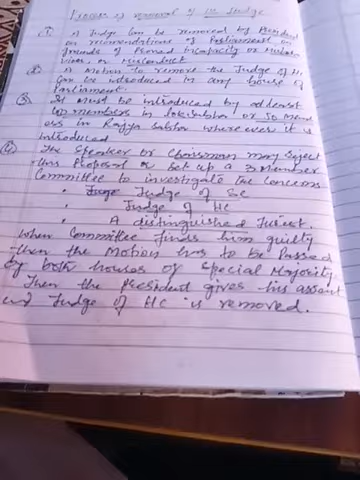 Process of removal of HC Judge
(1) A Judge can be removed by President
on recommendations of Parliament on
grounds of Proved Incapacity or Misbeha
viour, or misconduct
(2) A Motion to remove the Judge of HC
can be introduced in any house of
Parliament.
(3) It must be introduced by atleast
100 members in loksabha or 50 mem
ers in Rajya Sabha wherever it is
introduced
(4) The Speaker or Chairman may reject
this Proposal or set up a 3 member
Committee to investigate the concerns
• Judge of SC
• Judge of HC
• A distinguished Jurist.
When Committee finds him guilty
then the Motion has to be Passed
by both houses of special Majority
Then the President gives his assent
and Judge of HC is removed.